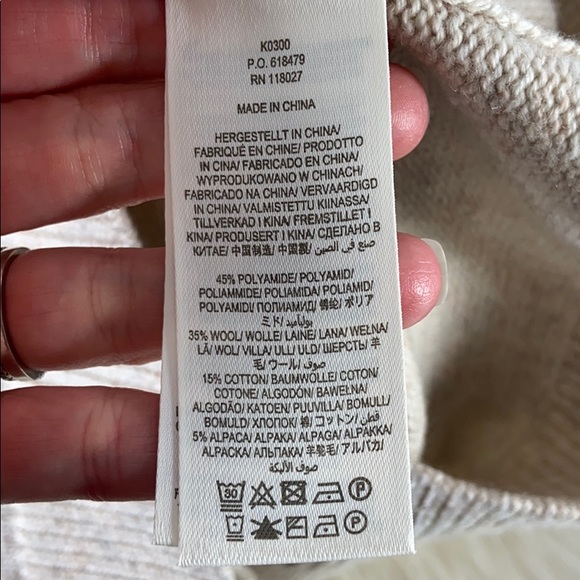 K0300
P.O. 618479
RN 118027
MADE IN CHINA
HERGESTELLT IN CHINA/
FABRIQUÉ EN CHINE/ PRODOTTO
IN CINA/ FABRICADO EN CHINA/
WYPRODUKOWANO W CHINACH/
FABRICADO NA CHINA/ VERVAARDIGD
IN CHINA/ VALMISTETTU KIINASSA/
TILLVERKAD I KINA/ FREMSTILLET I
KINA/ PRODUSERT I KINA/ СДЕЛАНО В
КИТАЕ/ 中国制造/ 中国製/ صنع في الصين
45% POLYAMIDE/ POLYAMID/
POLIAMMIDE/ POLIAMIDA/ POLIAMID/
POLYAMID/ ПОЛИАМИД/ 锦纶/ ポリア
ミド/ بوليأميد
35% WOOL/ WOLLE/ LAINE/ LANA/ WEŁNA/
LÃ/ WOL/ VILLA/ ULL/ ULD/ ШЕРСТЬ/ 羊
毛/ ウール/ صوف
15% COTTON/ BAUMWOLLE/ COTON/
COTONE/ ALGODÓN/ BAWEŁNA/
ALGODÃO/ KATOEN/ PUUVILLA/ BOMULL/
BOMULD/ ХЛОПОК/ 棉/ コットン/ قطن
5% ALPACA/ ALPAKA/ ALPAGA/ ALPAKKA/
ALPACKA/ АЛЬПАКА/ 羊驼毛/ アルパカ/
صوف الألبكة
30 P
P